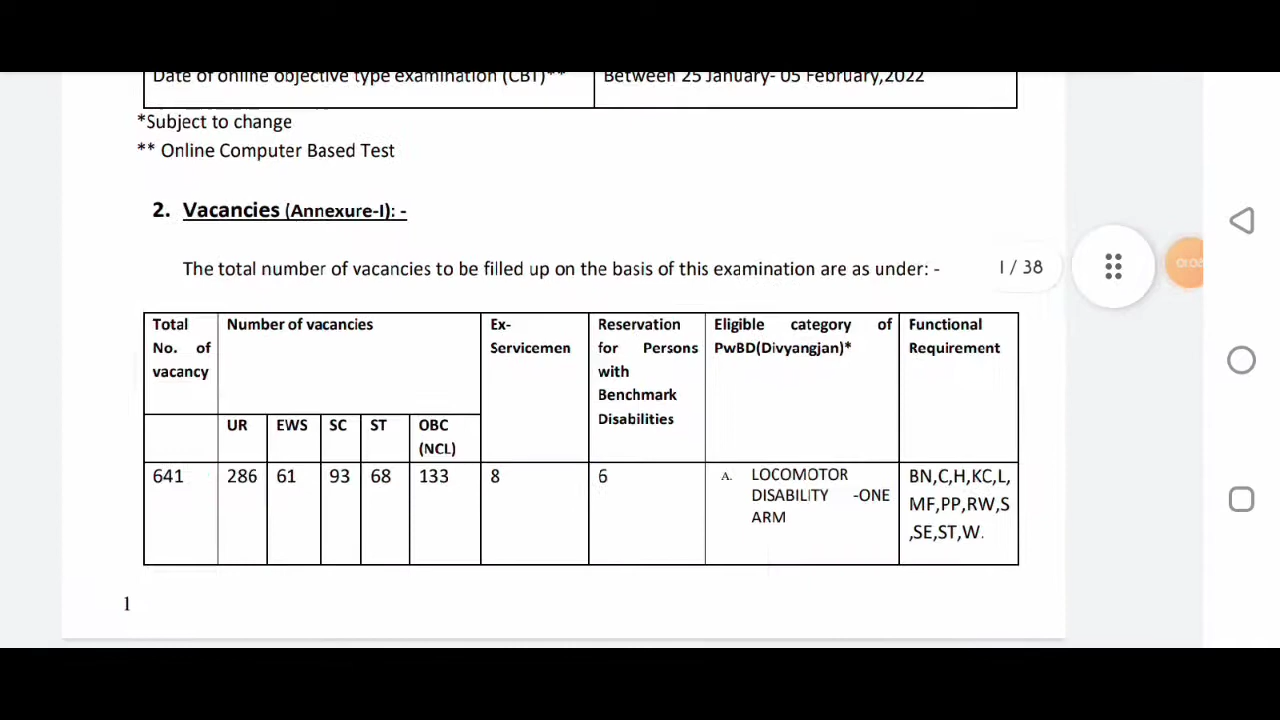 Date of online objective type examination (CBT)** Between 25 January- 05 February,2022
*Subject to change
** Online Computer Based Test
2. Vacancies (Annexure-I): -
The total number of vacancies to be filled up on the basis of this examination are as under: -
1 / 38
Total No. of vacancy
Number of vacancies
Ex-Servicemen
Reservation for Persons with Benchmark Disabilities
Eligible category of PwBD(Divyangjan)*
Functional Requirement
UR EWS SC ST OBC (NCL)
641 286 61 93 68 133 8 6
A. LOCOMOTOR
DISABILITY -ONE
ARM
BN,C,H,KC,L,
MF,PP,RW,S
,SE,ST,W.
1